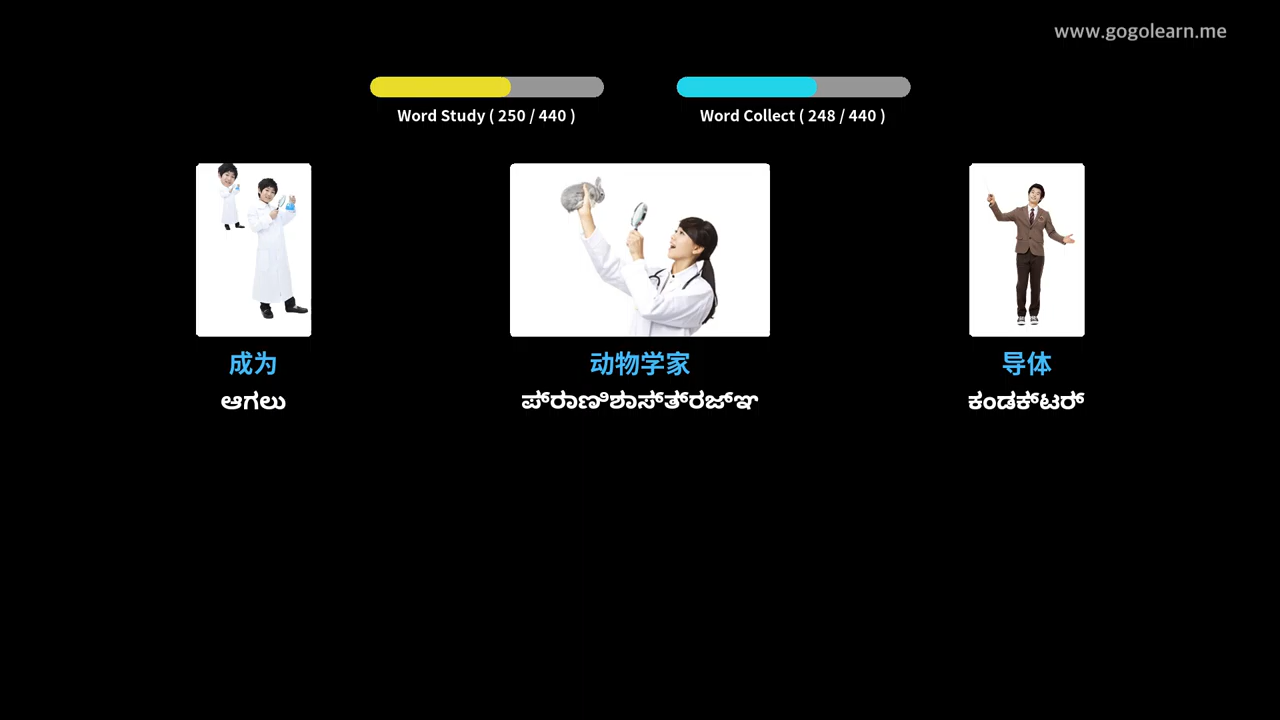 www.gogolearn.me
Word Study ( 250 / 440 )
Word Collect ( 248 / 440 )
成为
动物学家
导体
ಆಗಲು
ಪ್‌ರಾಣಿಶಾಸ್‌ತ್‌ರಜ್‌ಞ
ಕಂಡಕ್‌ಟರ್